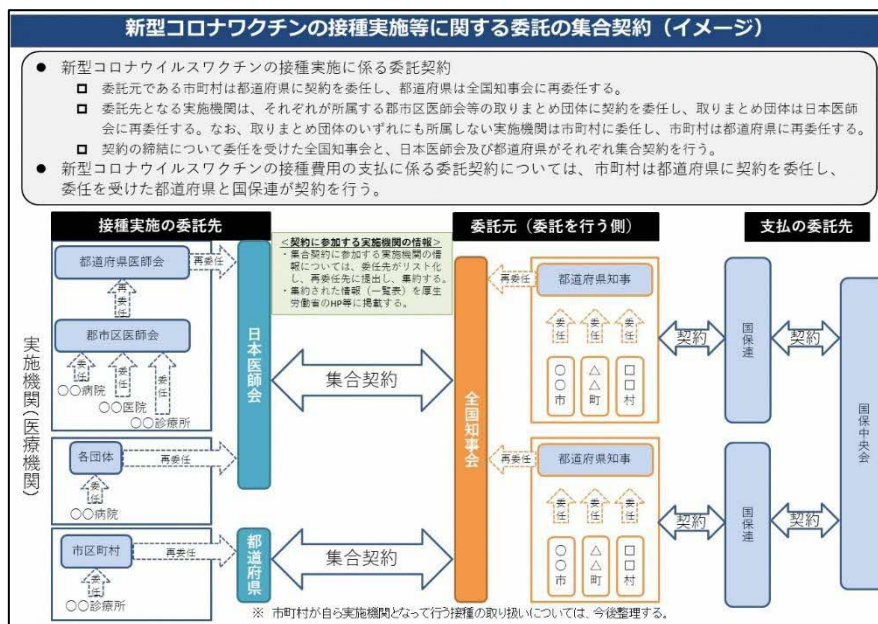 新型コロナワクチンの接種実施等に関する委託の集合契約（イメージ）
● 新型コロナウイルスワクチンの接種実施に係る委託契約
□ 委託元である市町村は都道府県に契約を委任し、都道府県は全国知事会に再委任する。
□ 委託先となる実施機関は、それぞれが所属する郡市区医師会等の取りまとめ団体に契約を委任し、取りまとめ団体は日本医師
会に再委任する。なお、取りまとめ団体のいずれにも所属しない実施機関は市町村に委任し、市町村は都道府県に再委任する。
□ 契約の締結について委任を受けた全国知事会と、日本医師会及び都道府県がそれぞれ集合契約を行う。
● 新型コロナウイルスワクチンの接種費用の支払に係る委託契約については、市町村は都道府県に契約を委任し、
委任を受けた都道府県と国保連が契約を行う。
接種実施の委託先
都道府県医師会
再委任
再委任
郡市区医師会
委任
委任
委任
〇〇病院
〇〇医院
〇〇診療所
各団体
再委任
委任
〇〇病院
市区町村
再委任
委任
〇〇診療所
実施機関（医療機関）
日本医師会
都道府県
＜契約に参加する実施機関の情報＞
・集合契約に参加する実施機関の情
報については、委任先がリスト化
し、再委任先に提出し、集約する。
・集約された情報（一覧表）を厚生
労働省のHP等に掲載する。
集合契約
集合契約
委託元（委託を行う側）
全国知事会
再委任
都道府県知事
委任
委任
委任
〇〇市
△△町
□□村
再委任
都道府県知事
委任
委任
委任
〇〇市
△△町
□□村
支払の委託先
契約
国保連
契約
契約
国保連
契約
国保中央会
※ 市町村が自ら実施機関となって行う接種の取り扱いについては、今後整理する。